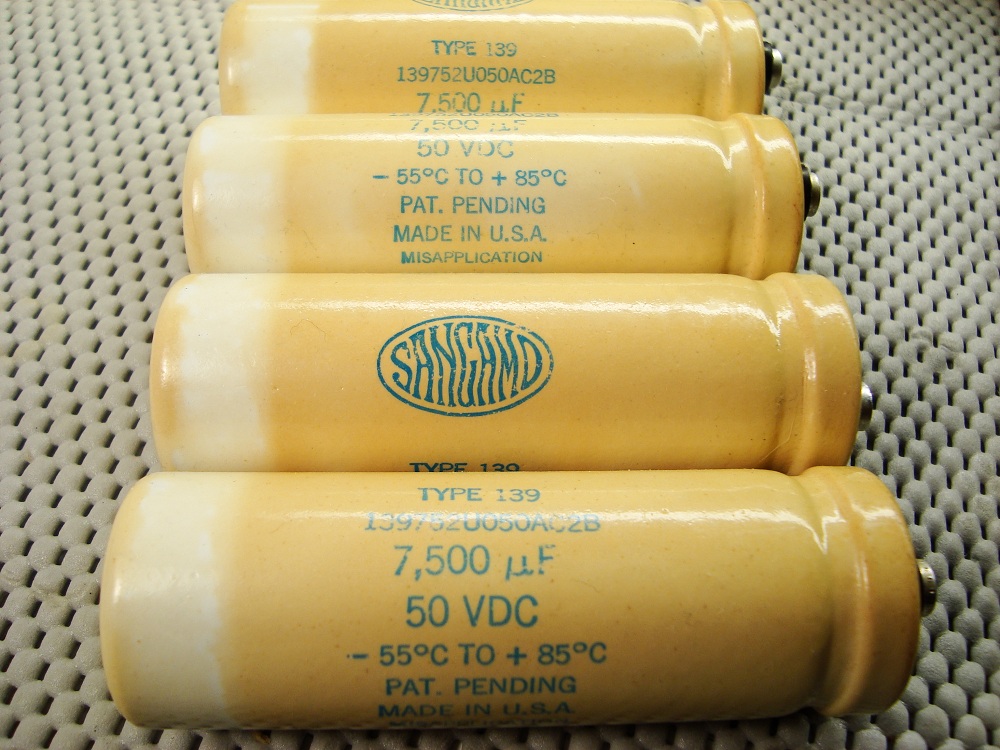 TYPE 139
139752U050AC2B
7,500 µF
7,500 µF
50 VDC
- 55°C TO + 85°C
PAT. PENDING
MADE IN U.S.A.
MISAPPLICATION
SANGAMO
TYPE 139
TYPE 139
139752U050AC2B
7,500 µF
50 VDC
- 55°C TO + 85°C
PAT. PENDING
MADE IN U.S.A.